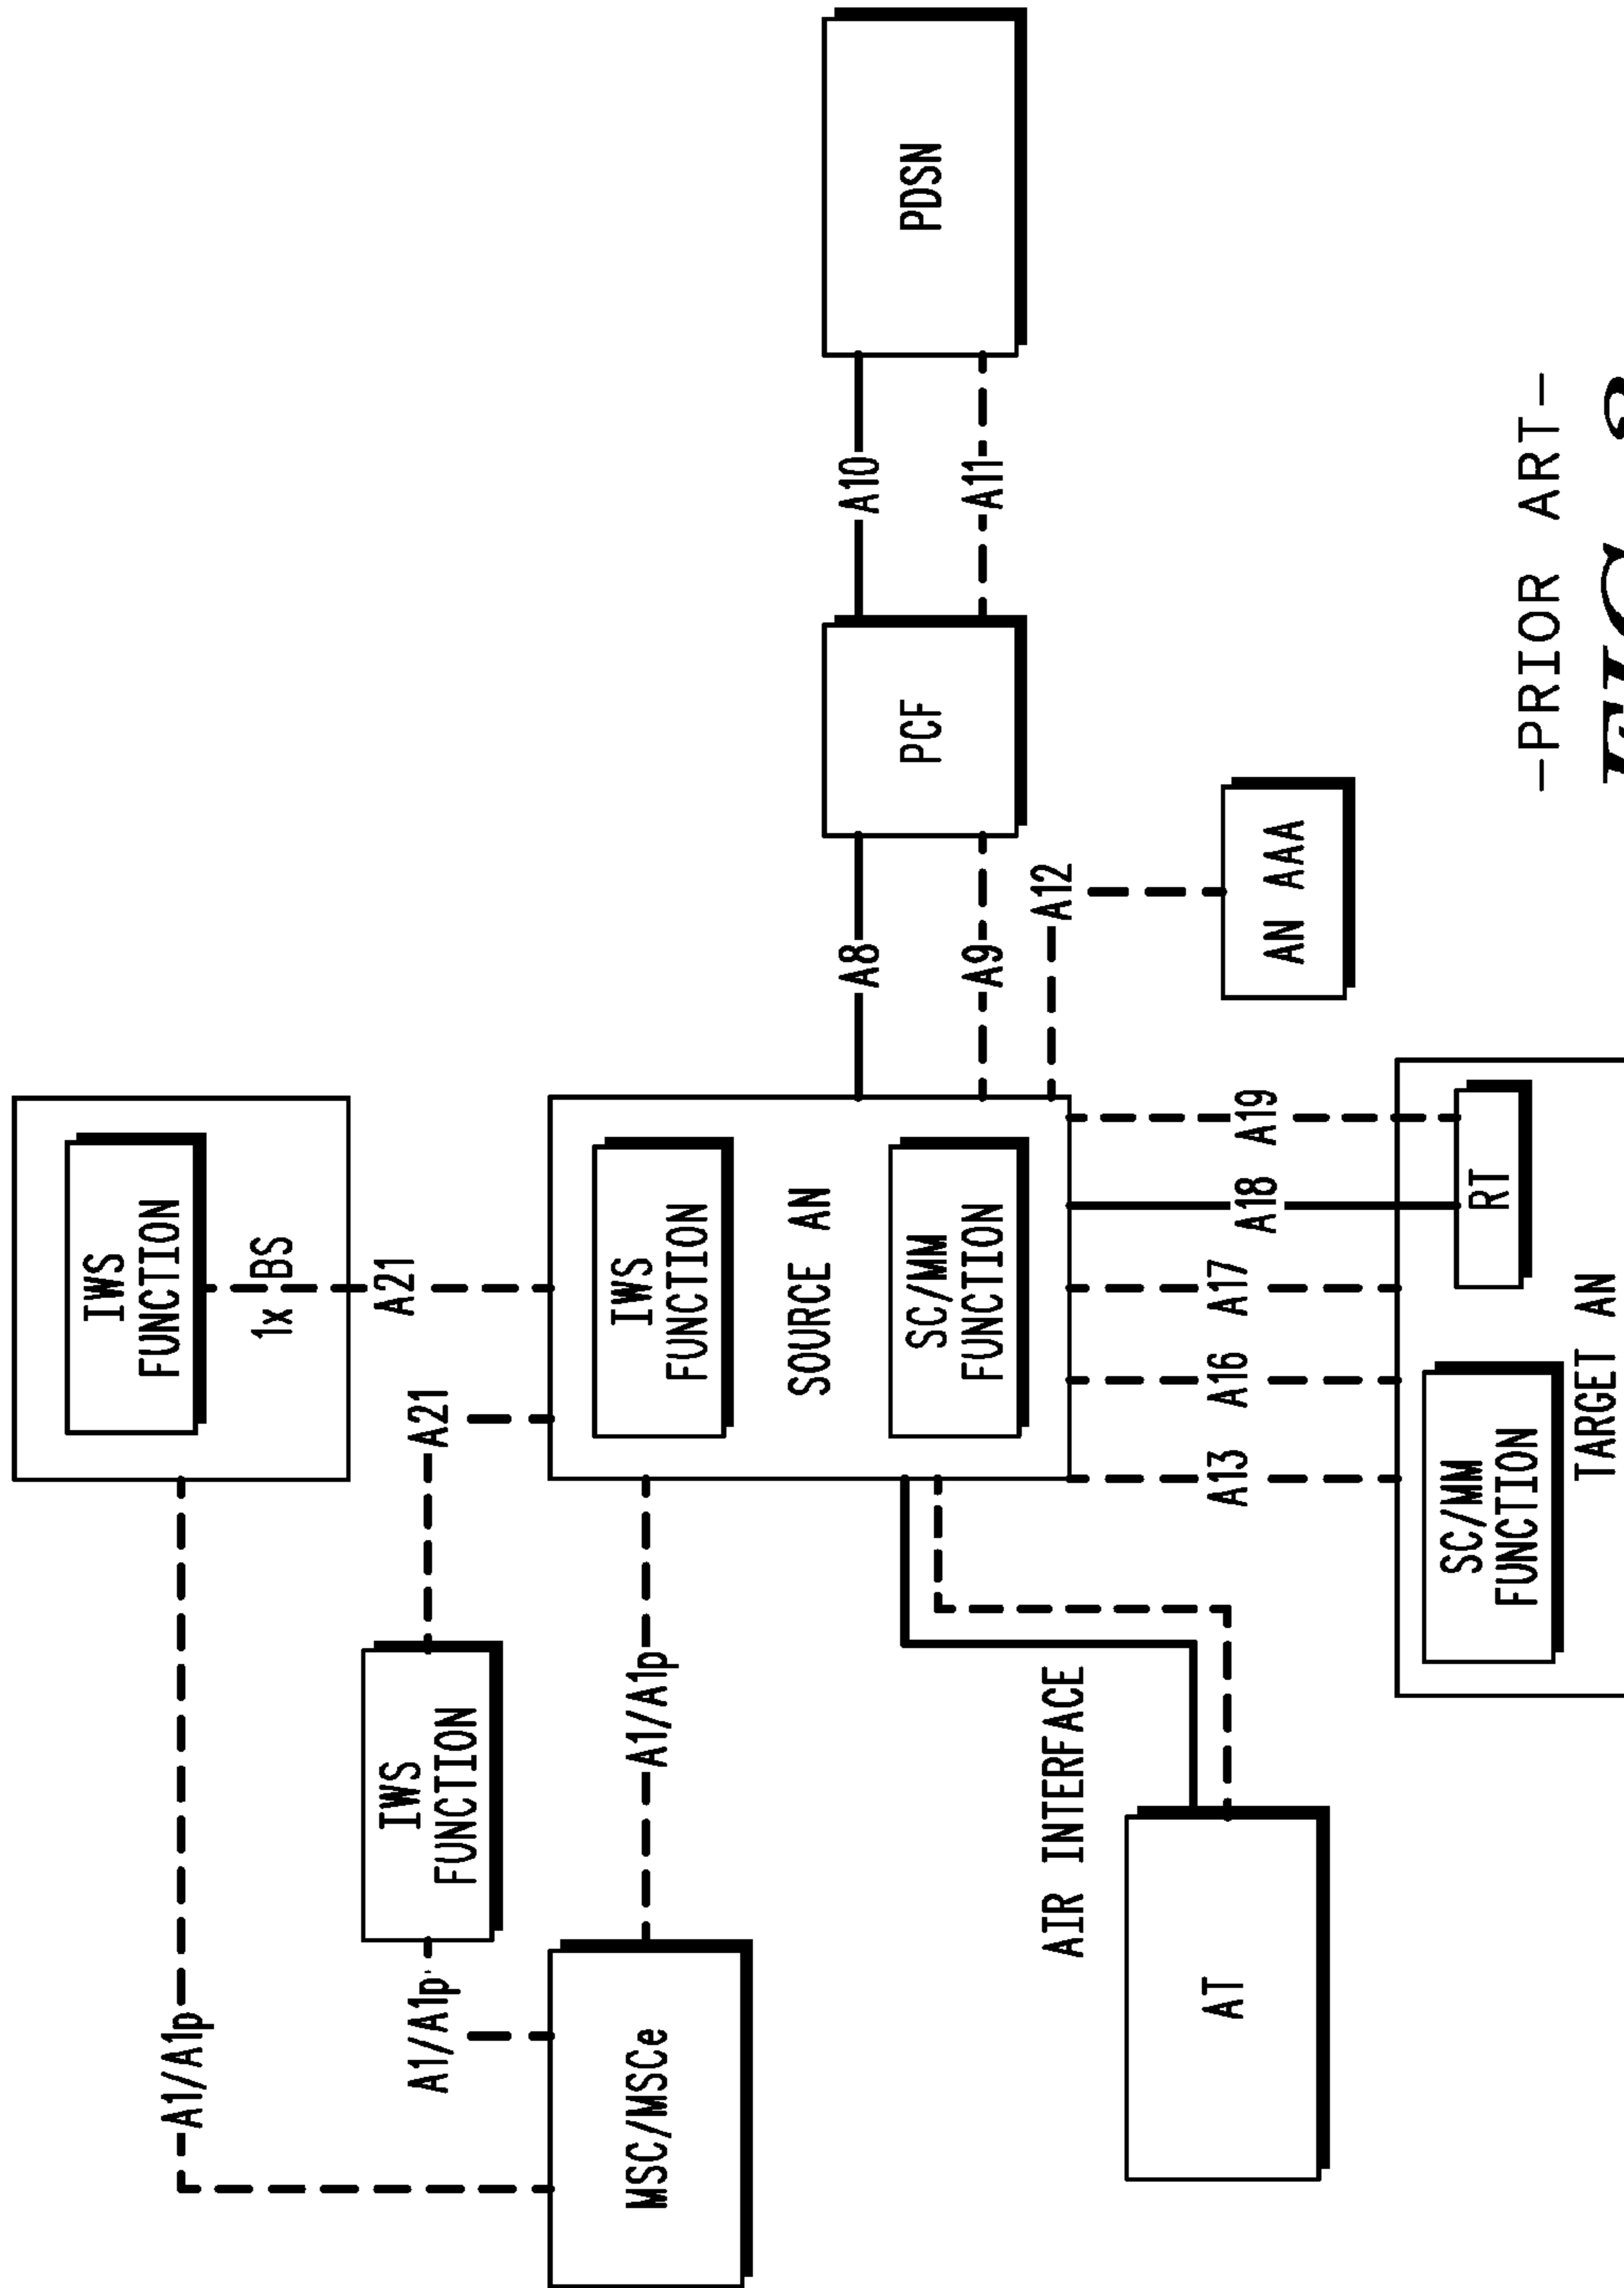 IWS
FUNCTION
A1/A1p
1x BS
A21
IWS
FUNCTION
A1/A1p
A21
IWS
FUNCTION
MSC/MSCe
A1/A1p
SOURCE AN
A8
A10
PCF
PDSN
SC/MM
FUNCTION
A9
A11
A12
AIR INTERFACE
AT
A13
A16
A17
A18
A19
AN AAA
SC/MM
FUNCTION
RT
-PRIOR ART-
TARGET AN